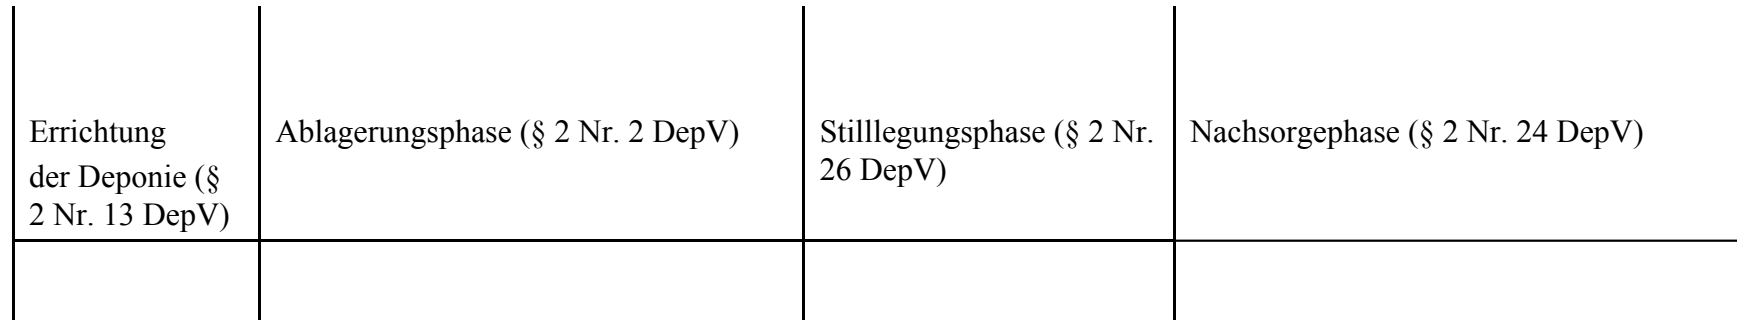 Errichtung
der Deponie (§
2 Nr. 13 DepV)
Ablagerungsphase (§ 2 Nr. 2 DepV)
Stilllegungsphase (§ 2 Nr.
26 DepV)
Nachsorgephase (§ 2 Nr. 24 DepV)